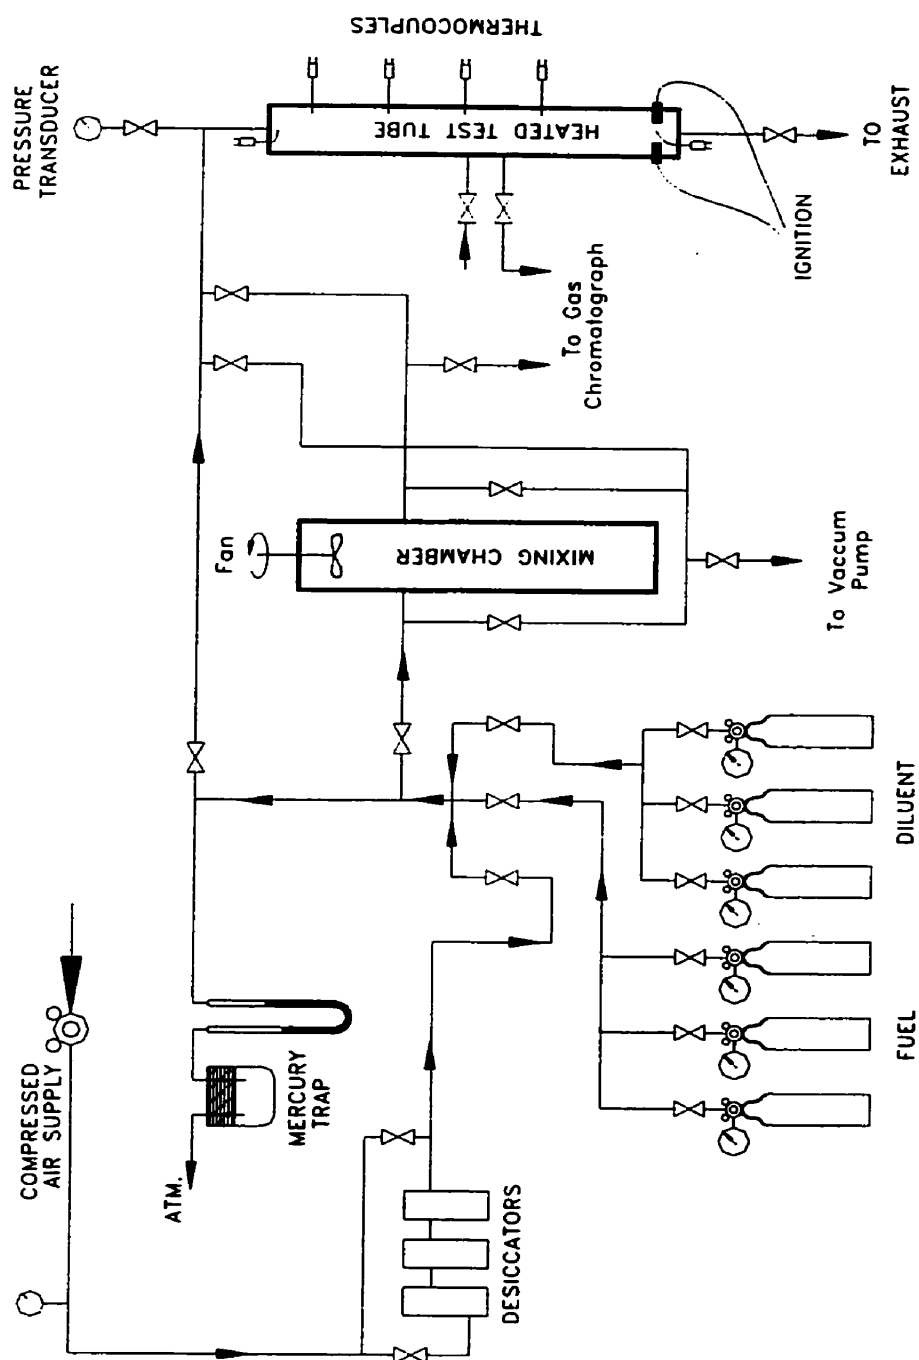 COMPRESSED
AIR SUPPLY
ATM.
MERCURY
TRAP
DESICCATORS
FUEL
DILUENT
Fan
MIXING CHAMBER
To Vaccum
Pump
To Gas
Chromatograph
PRESSURE
TRANSDUCER
HEATED TEST TUBE
THERMOCOUPLES
IGNITION
TO
EXHAUST